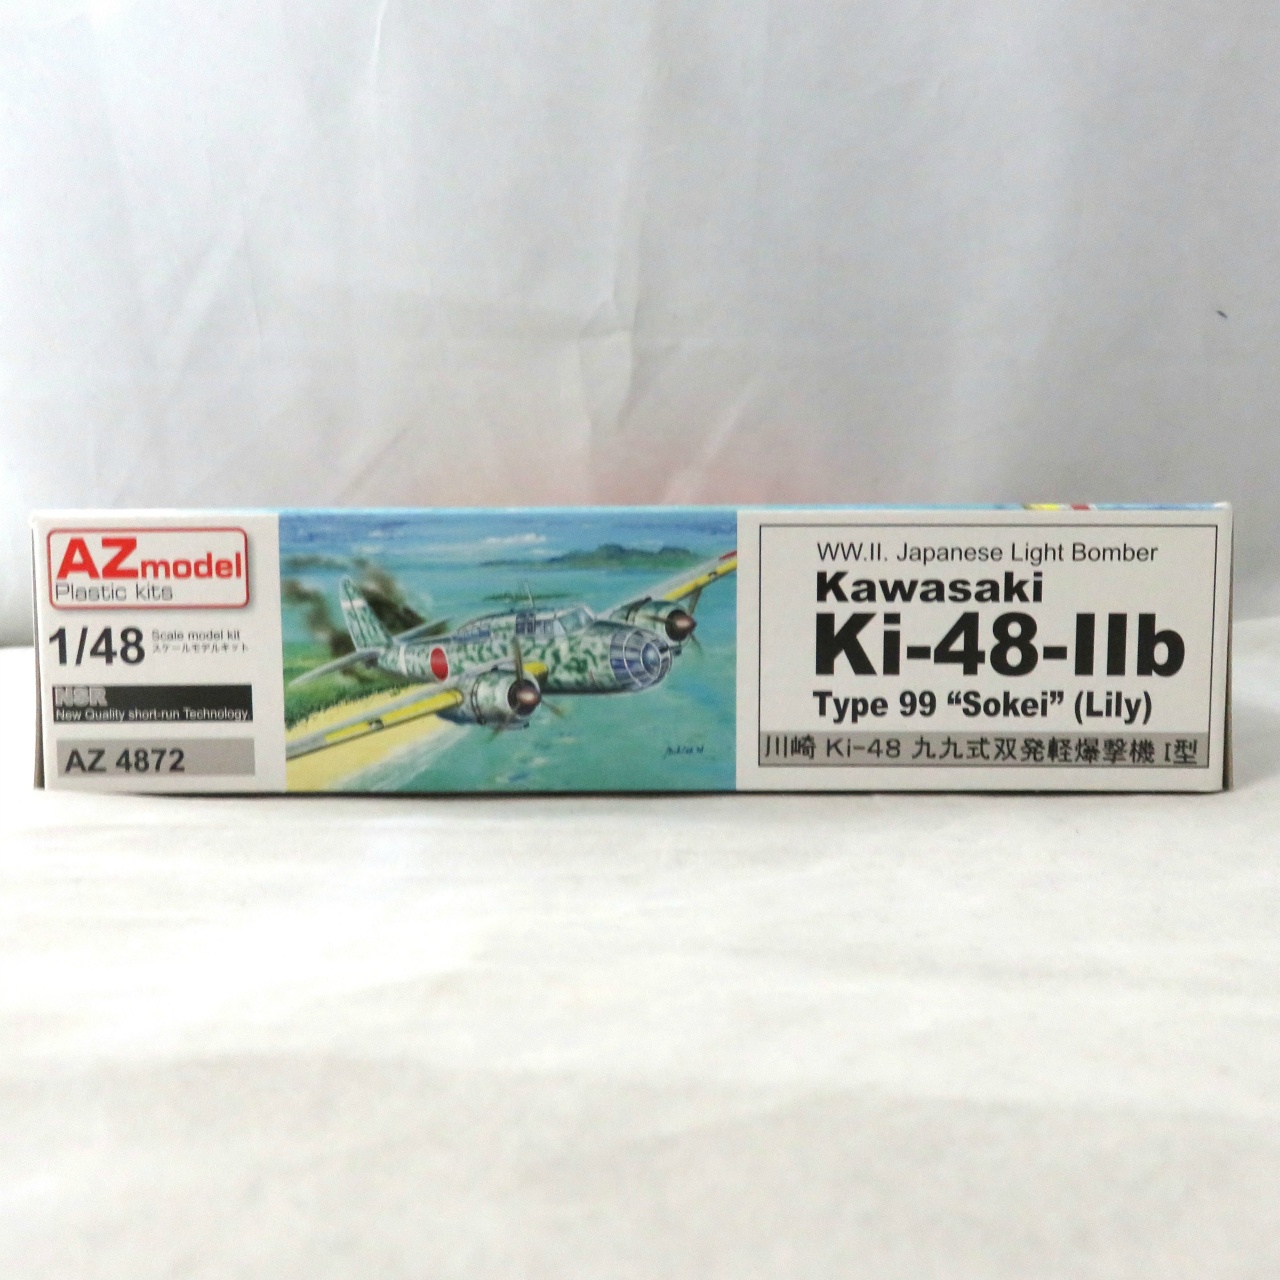 AZmodel
Plastic kits
1/48
Scale model kit
スケールモデルキット
NSR
New Quality short-run Technology
AZ 4872
WW.II. Japanese Light Bomber
Kawasaki
Ki-48-IIb
Type 99 “Sokei” (Lily)
川崎 Ki-48 九九式双発軽爆撃機 I型